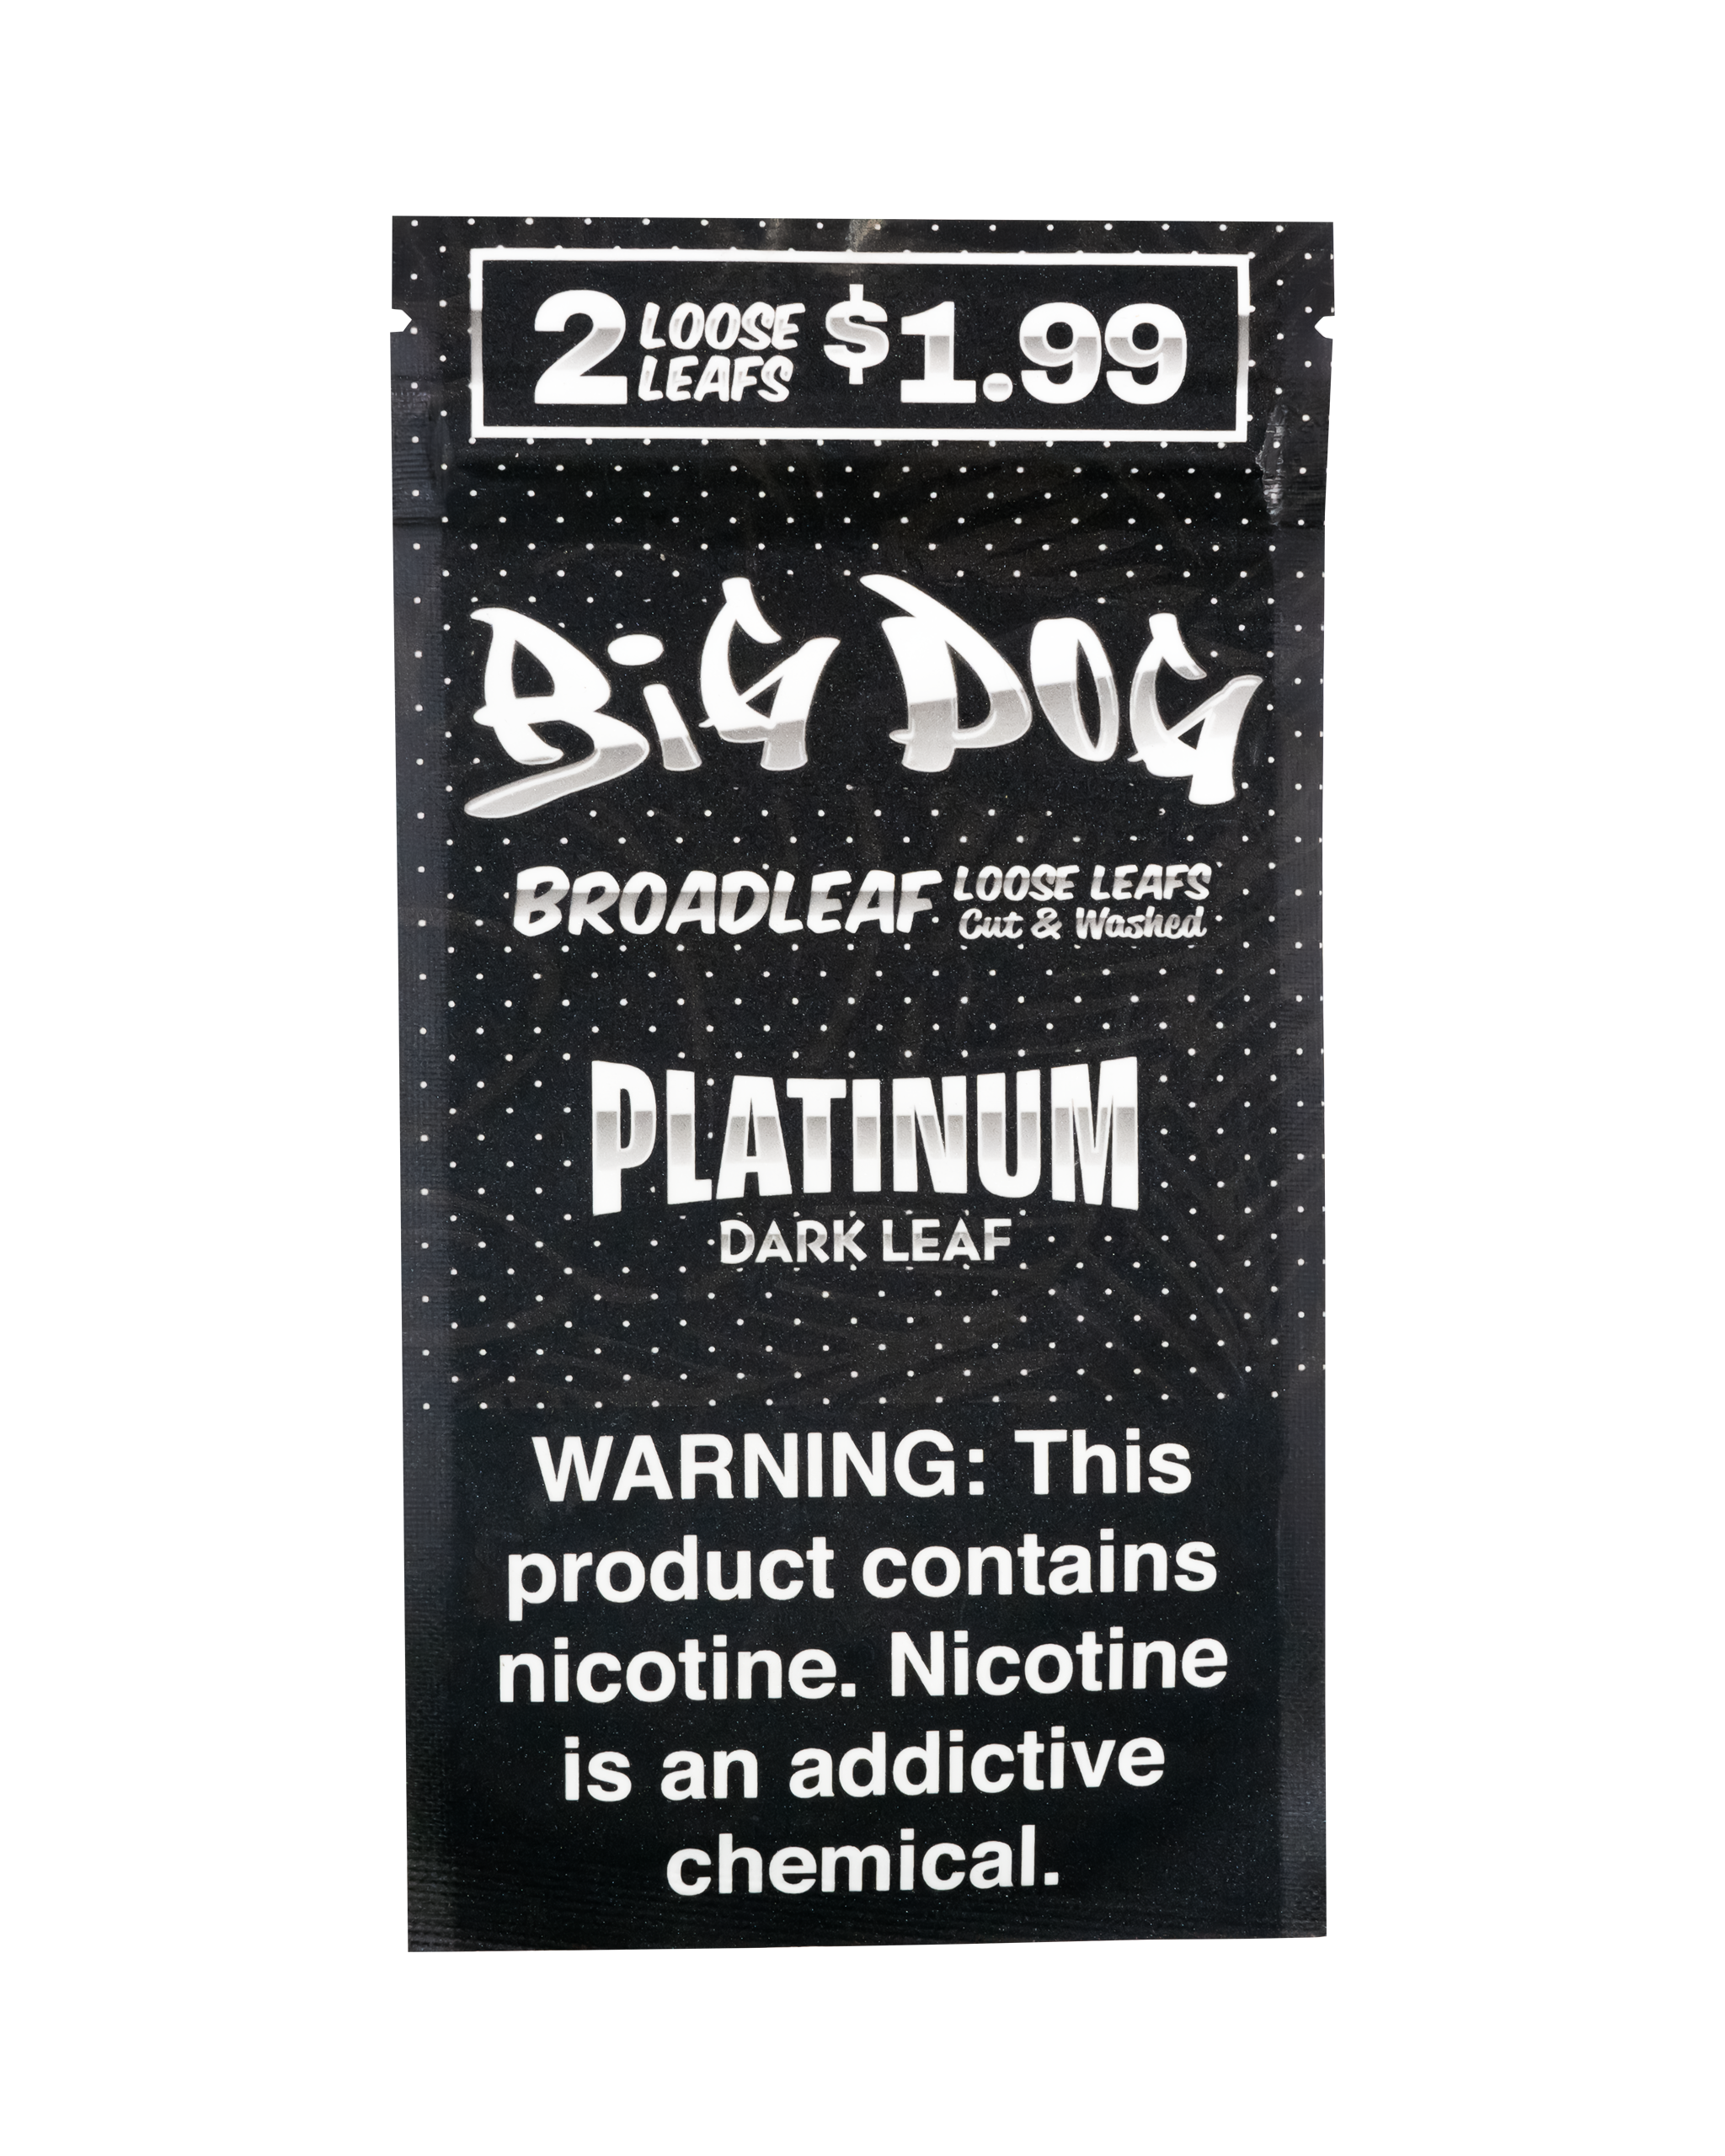 2 LOOSE LEAFS $1.99
BiG DOG
BROADLEAF LOOSE LEAFS
Cut & Washed
PLATINUM
DARK LEAF
WARNING: This
product contains
nicotine. Nicotine
is an addictive
chemical.